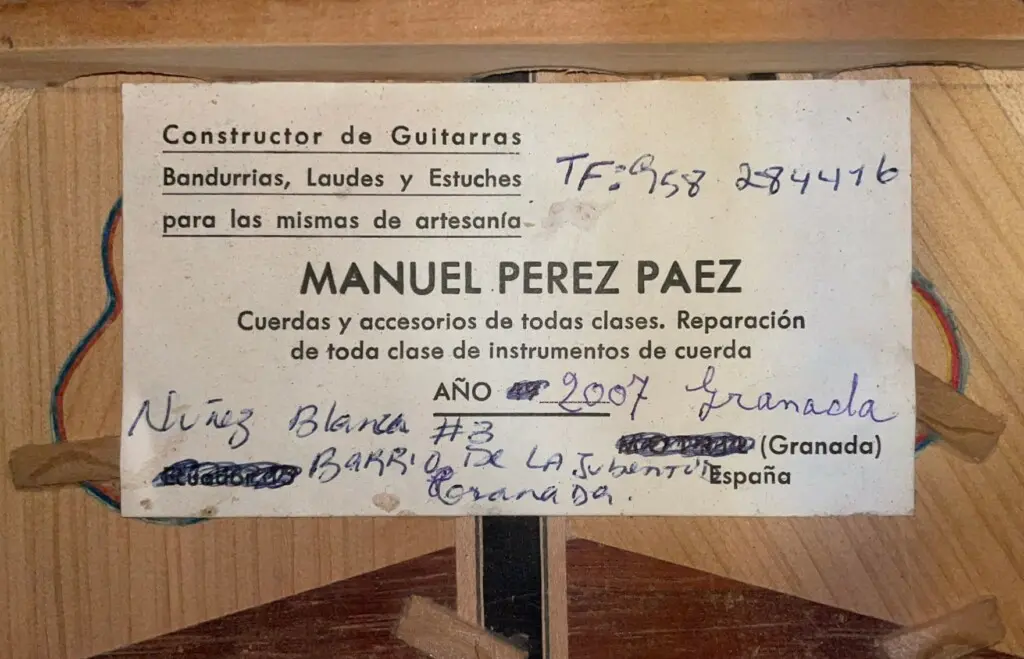 Constructor de Guitarras
Bandurrias, Laudes y Estuches
para las mismas de artesanía
TF: 958 284416
MANUEL PEREZ PAEZ
Cuerdas y accesorios de todas clases. Reparación
de toda clase de instrumentos de cuerda
AÑO 2007 Granada
Nuñez Blanca #3
(Granada)
BARRIO DE LA Jubentú
España
Granada.